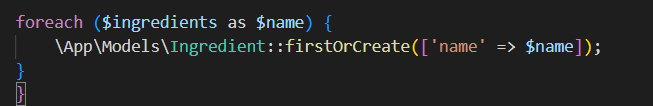 foreach ($ingredients as $name) {
    \App\Models\Ingredient::firstOrCreate(['name' => $name]);
}
}